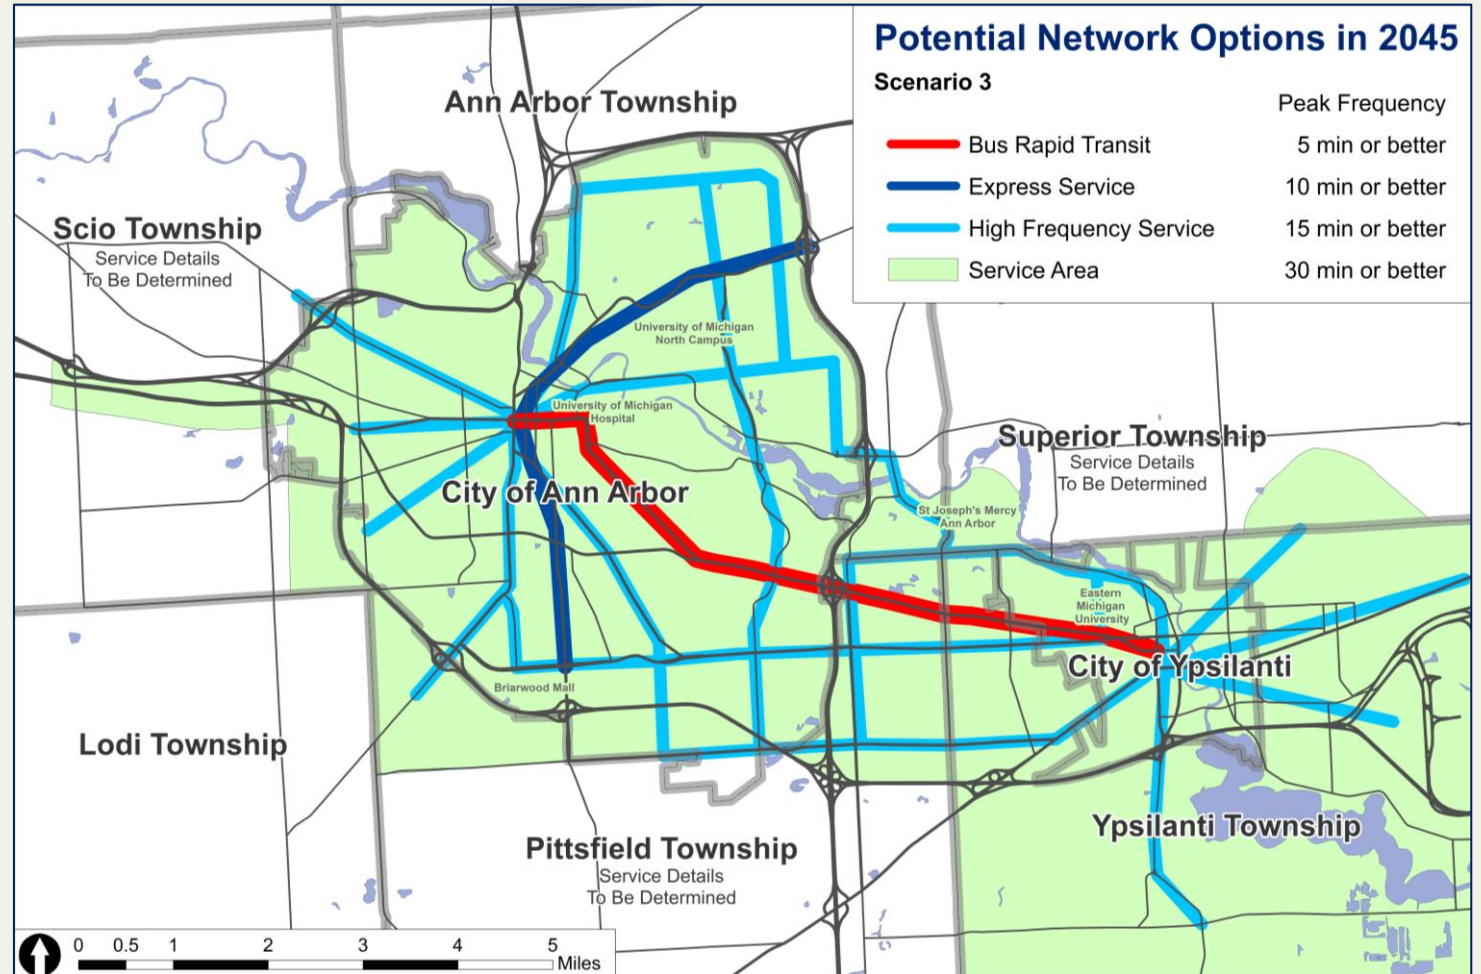 Potential Network Options in 2045
Scenario 3
Peak Frequency
Bus Rapid Transit 5 min or better
Express Service 10 min or better
High Frequency Service 15 min or better
Service Area 30 min or better
Ann Arbor Township
Scio Township
Service Details
To Be Determined
University of Michigan
North Campus
University of Michigan
Hospital
Superior Township
Service Details
To Be Determined
City of Ann Arbor
St Joseph's Mercy
Ann Arbor
Eastern
Michigan
University
City of Ypsilanti
Briarwood Mall
Lodi Township
Ypsilanti Township
Pittsfield Township
Service Details
To Be Determined
0 0.5 1 2 3 4 5
Miles